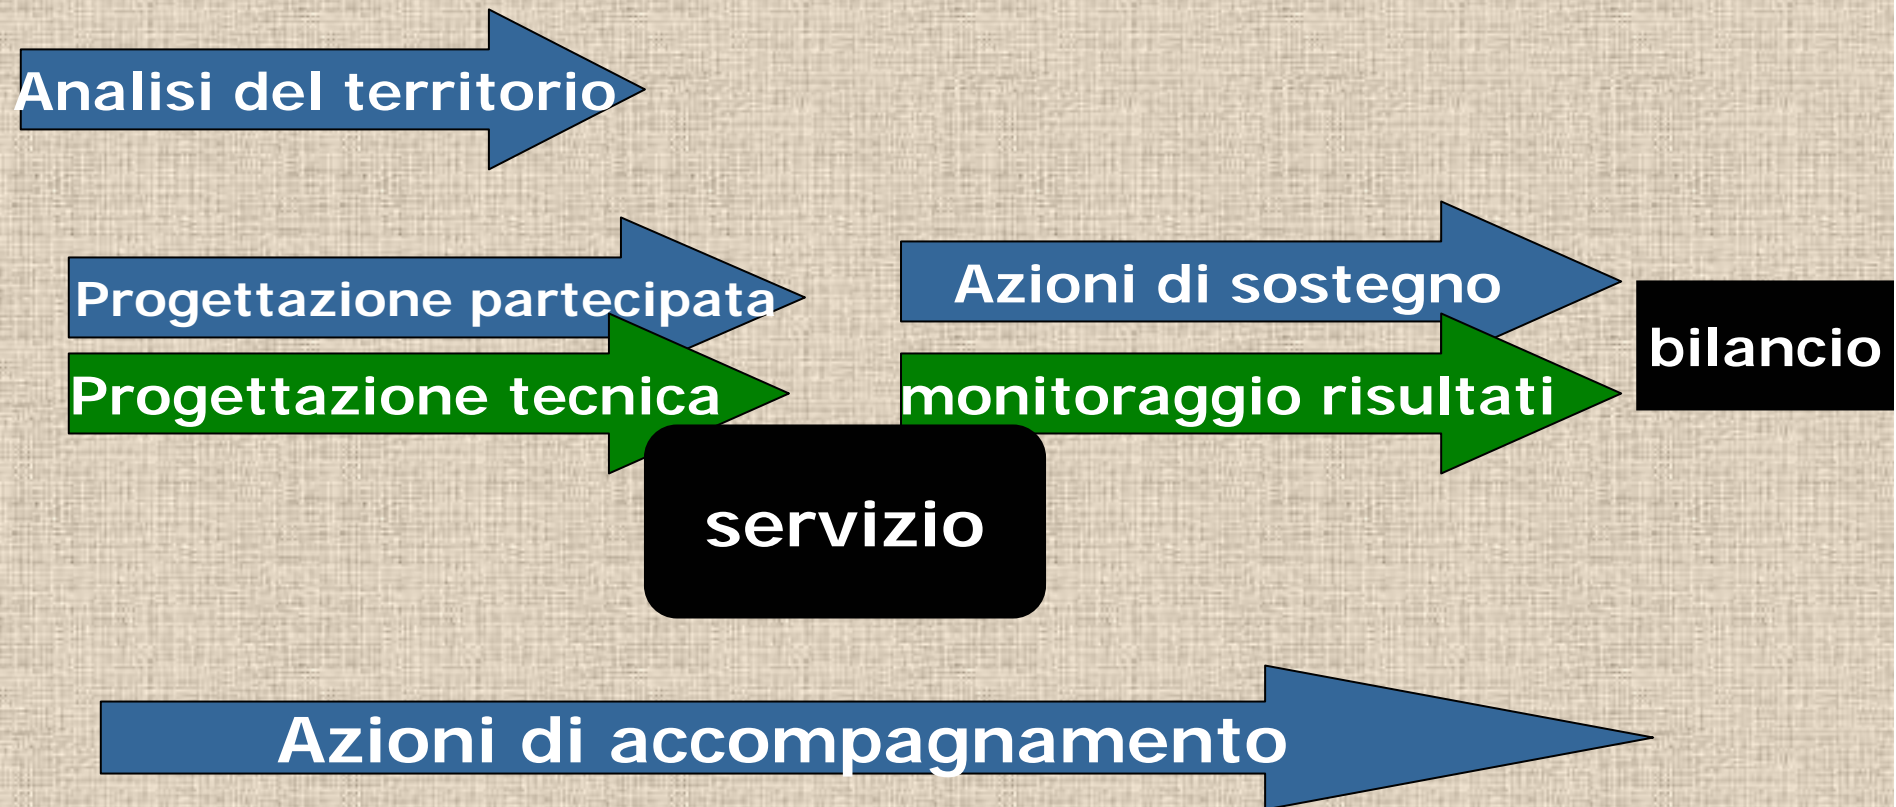 Analisi del territorio
Progettazione partecipata
Azioni di sostegno
Progettazione tecnica
monitoraggio risultati
bilancio
servizio
Azioni di accompagnamento